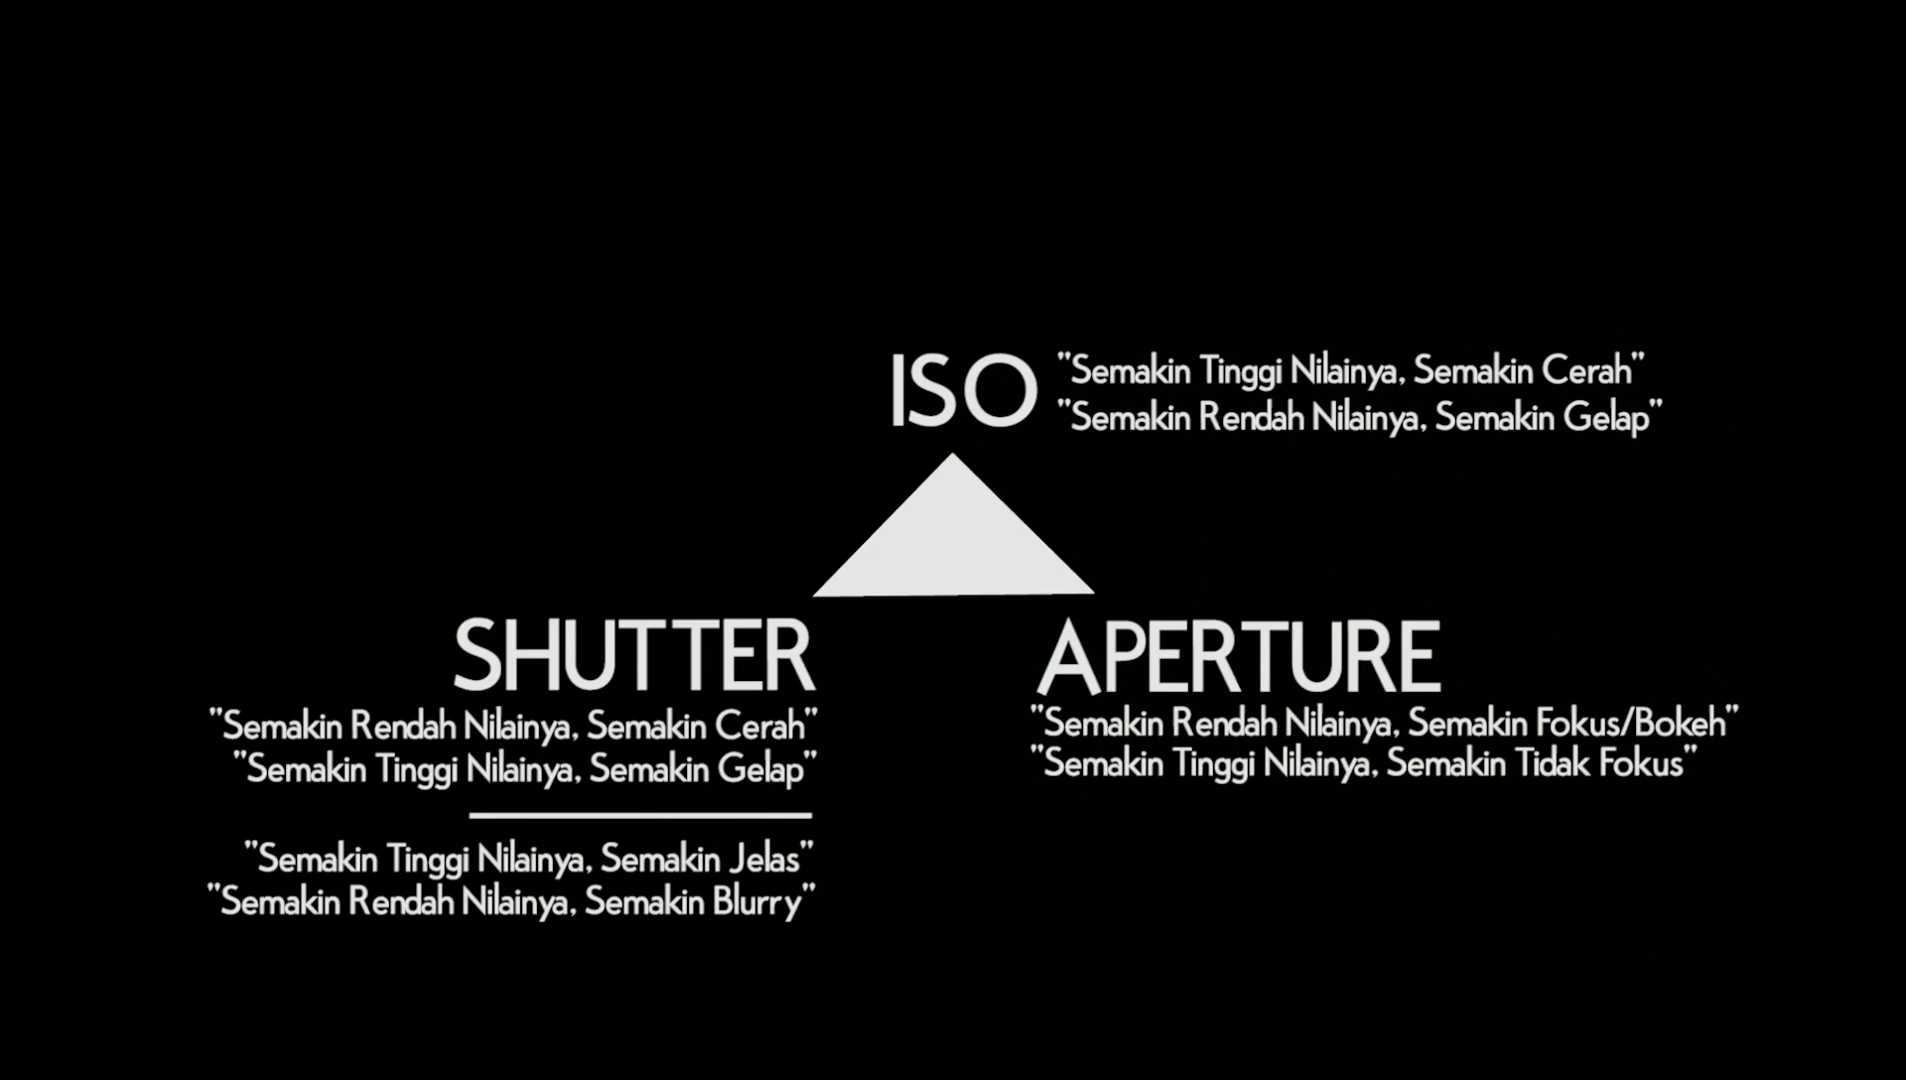 ISO
"Semakin Tinggi Nilainya, Semakin Cerah"
"Semakin Rendah Nilainya, Semakin Gelap"
SHUTTER
"Semakin Rendah Nilainya, Semakin Cerah"
"Semakin Tinggi Nilainya, Semakin Gelap"
"Semakin Tinggi Nilainya, Semakin Jelas"
"Semakin Rendah Nilainya, Semakin Blurry"
APERTURE
"Semakin Rendah Nilainya, Semakin Fokus/Bokeh"
"Semakin Tinggi Nilainya, Semakin Tidak Fokus"